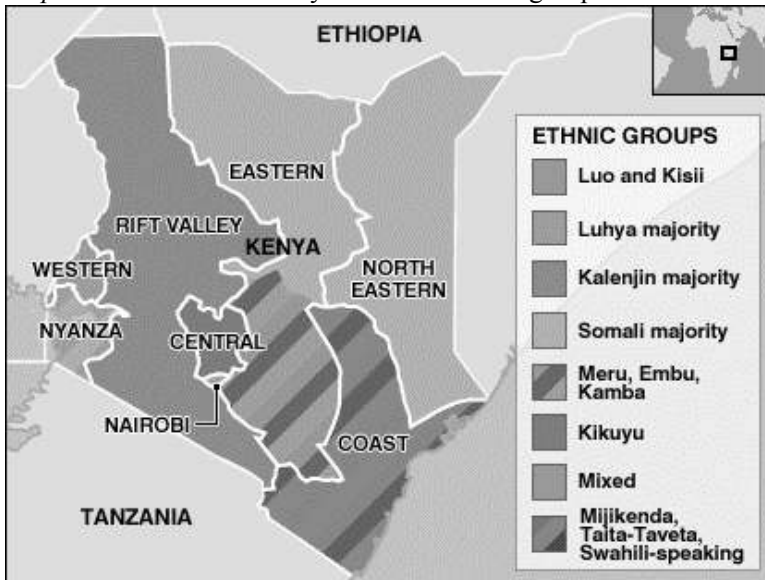 ETHIOPIA
EASTERN
RIFT VALLEY
KENYA
WESTERN
NORTH
EASTERN
NYANZA
CENTRAL
NAIROBI
COAST
TANZANIA
ETHNIC GROUPS
Luo and Kisii
Luhya majority
Kalenjin majority
Somali majority
Meru, Embu,
Kamba
Kikuyu
Mixed
Mijikenda,
Taita-Taveta,
Swahili-speaking